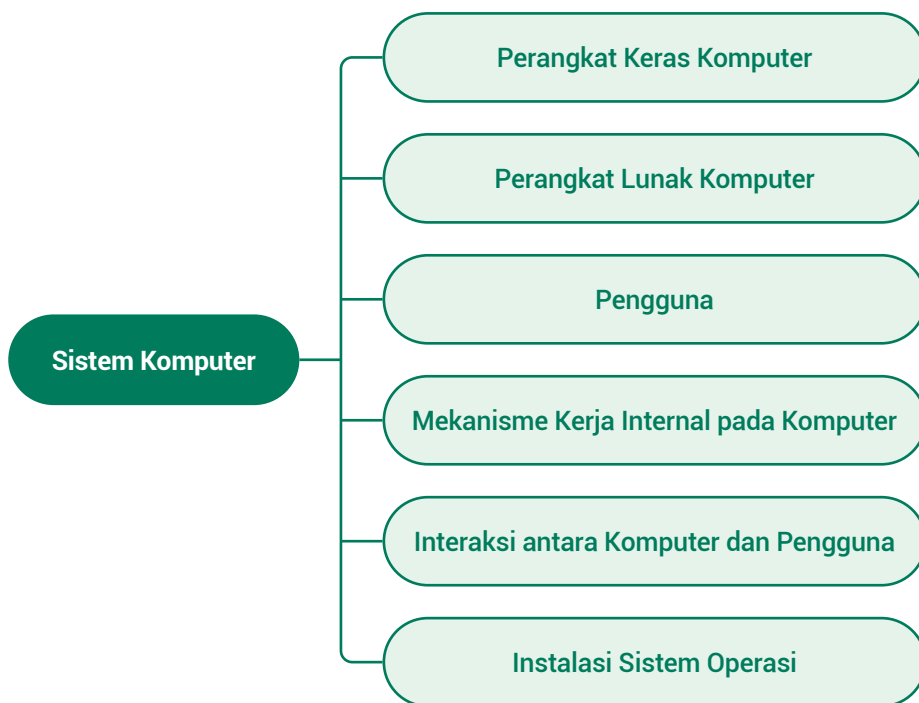 Sistem Komputer
Perangkat Keras Komputer
Perangkat Lunak Komputer
Pengguna
Mekanisme Kerja Internal pada Komputer
Interaksi antara Komputer dan Pengguna
Instalasi Sistem Operasi